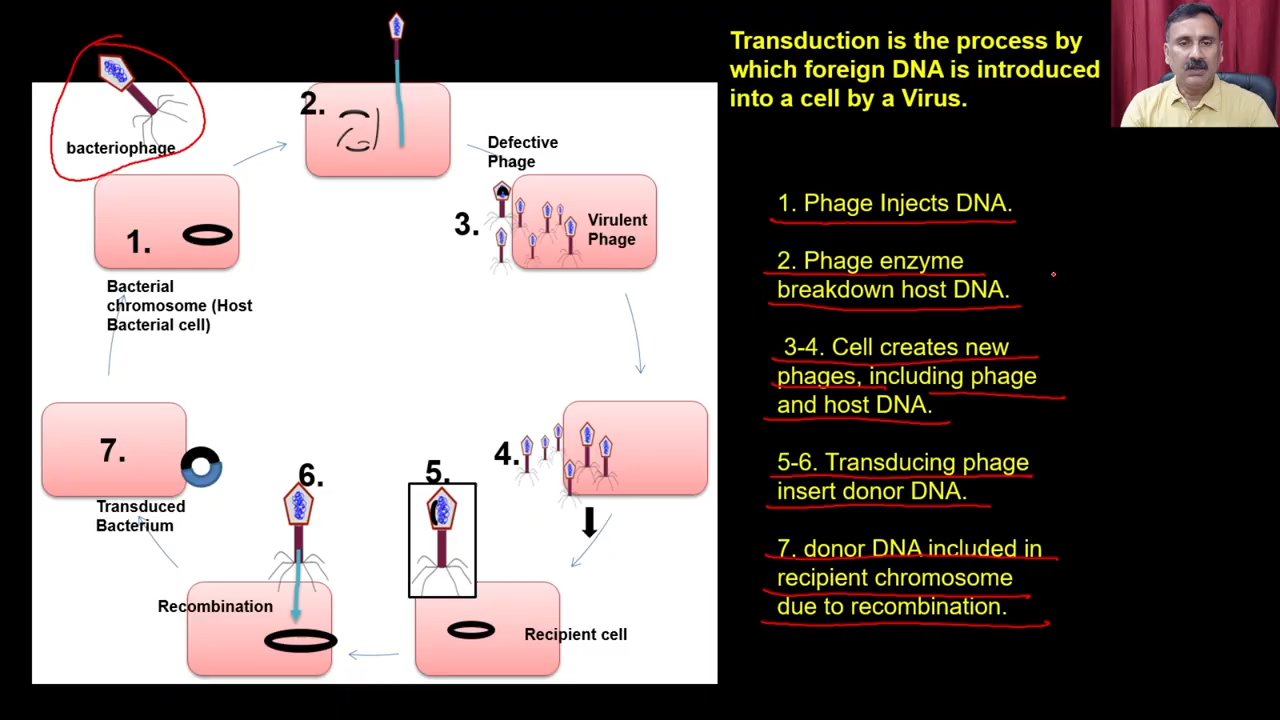 Transduction is the process by
which foreign DNA is introduced
into a cell by a Virus.
bacteriophage
1.
Bacterial
chromosome (Host
Bacterial cell)
2.
Defective
Phage
3.
Virulent
Phage
4.
5.
Recipient cell
6.
Recombination
7.
Transduced
Bacterium
1. Phage Injects DNA.
2. Phage enzyme
breakdown host DNA.
3-4. Cell creates new
phages, including phage
and host DNA.
5-6. Transducing phage
insert donor DNA.
7. donor DNA included in
recipient chromosome
due to recombination.